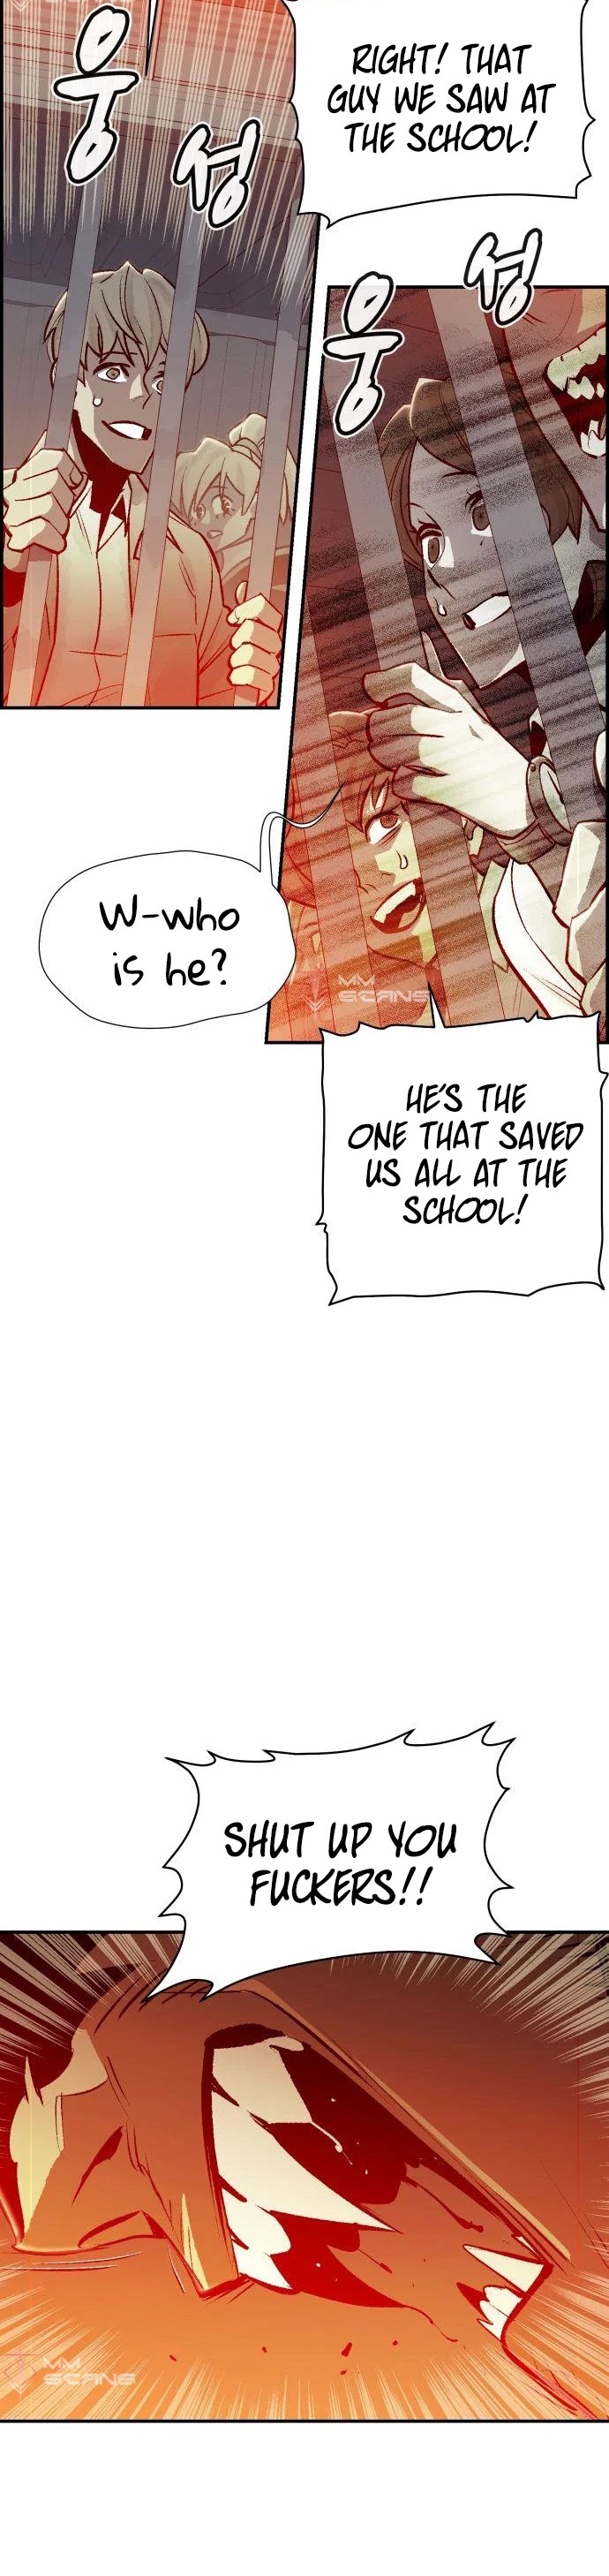 RIGHT! THAT
GUY WE SAW AT
THE SCHOOL!
웅
성
웅
성
W-who
is he?
MM
SCANS
HE'S THE
ONE THAT SAVED
US ALL AT THE
SCHOOL!
SHUT UP YOU
FUCKERS!!
MM
SCANS